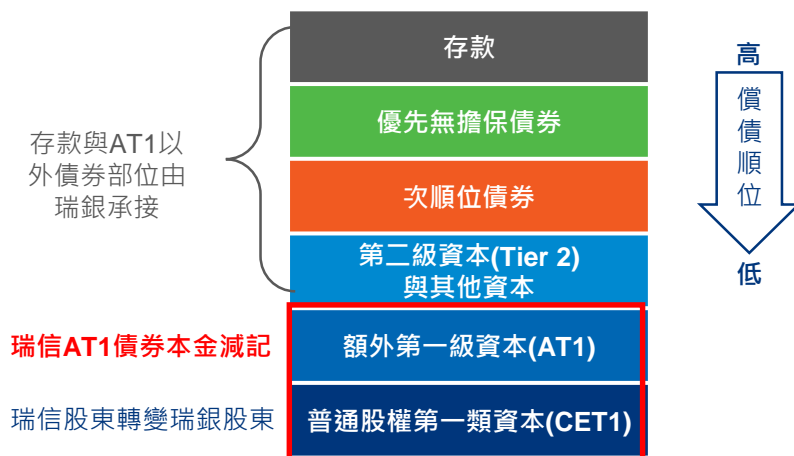 存款
優先無擔保債券
次順位債券
第二級資本(Tier 2)
與其他資本
額外第一級資本(AT1)
普通股權第一類資本(CET1)
存款與AT1以
外債券部位由
瑞銀承接
瑞信AT1債券本金減記
瑞信股東轉變瑞銀股東
高
償
債
順
位
低